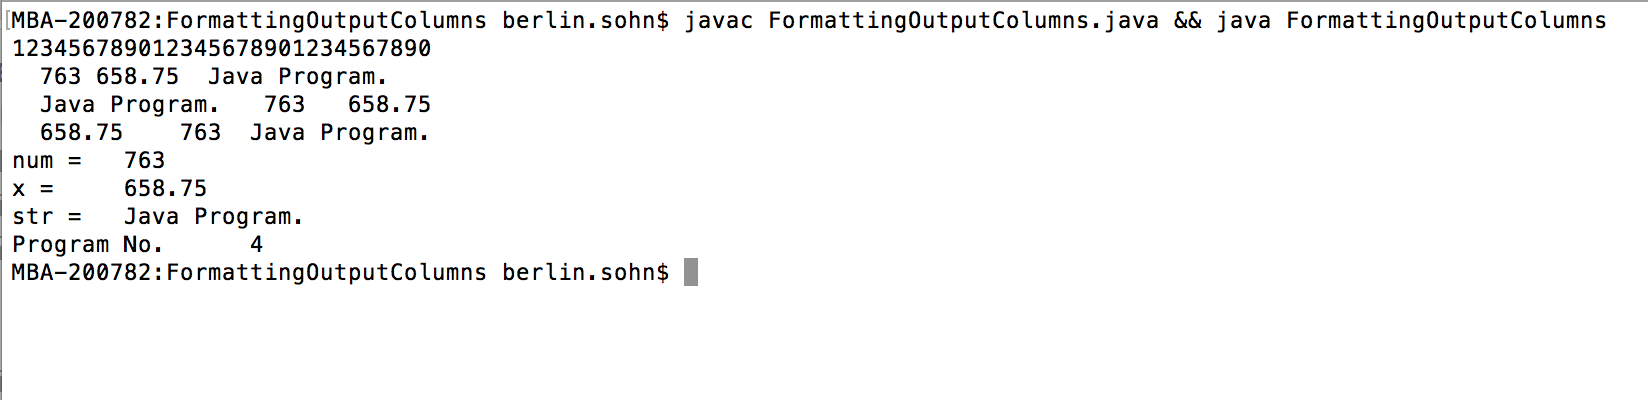 MBA-200782:FormattingOutputColumns berlin.sohn$ javac FormattingOutputColumns.java && java FormattingOutputColumns
123456789012345678901234567890
  763 658.75  Java Program.
  Java Program.   763   658.75
  658.75    763  Java Program.
num =   763
x =     658.75
str =   Java Program.
Program No.      4
MBA-200782:FormattingOutputColumns berlin.sohn$